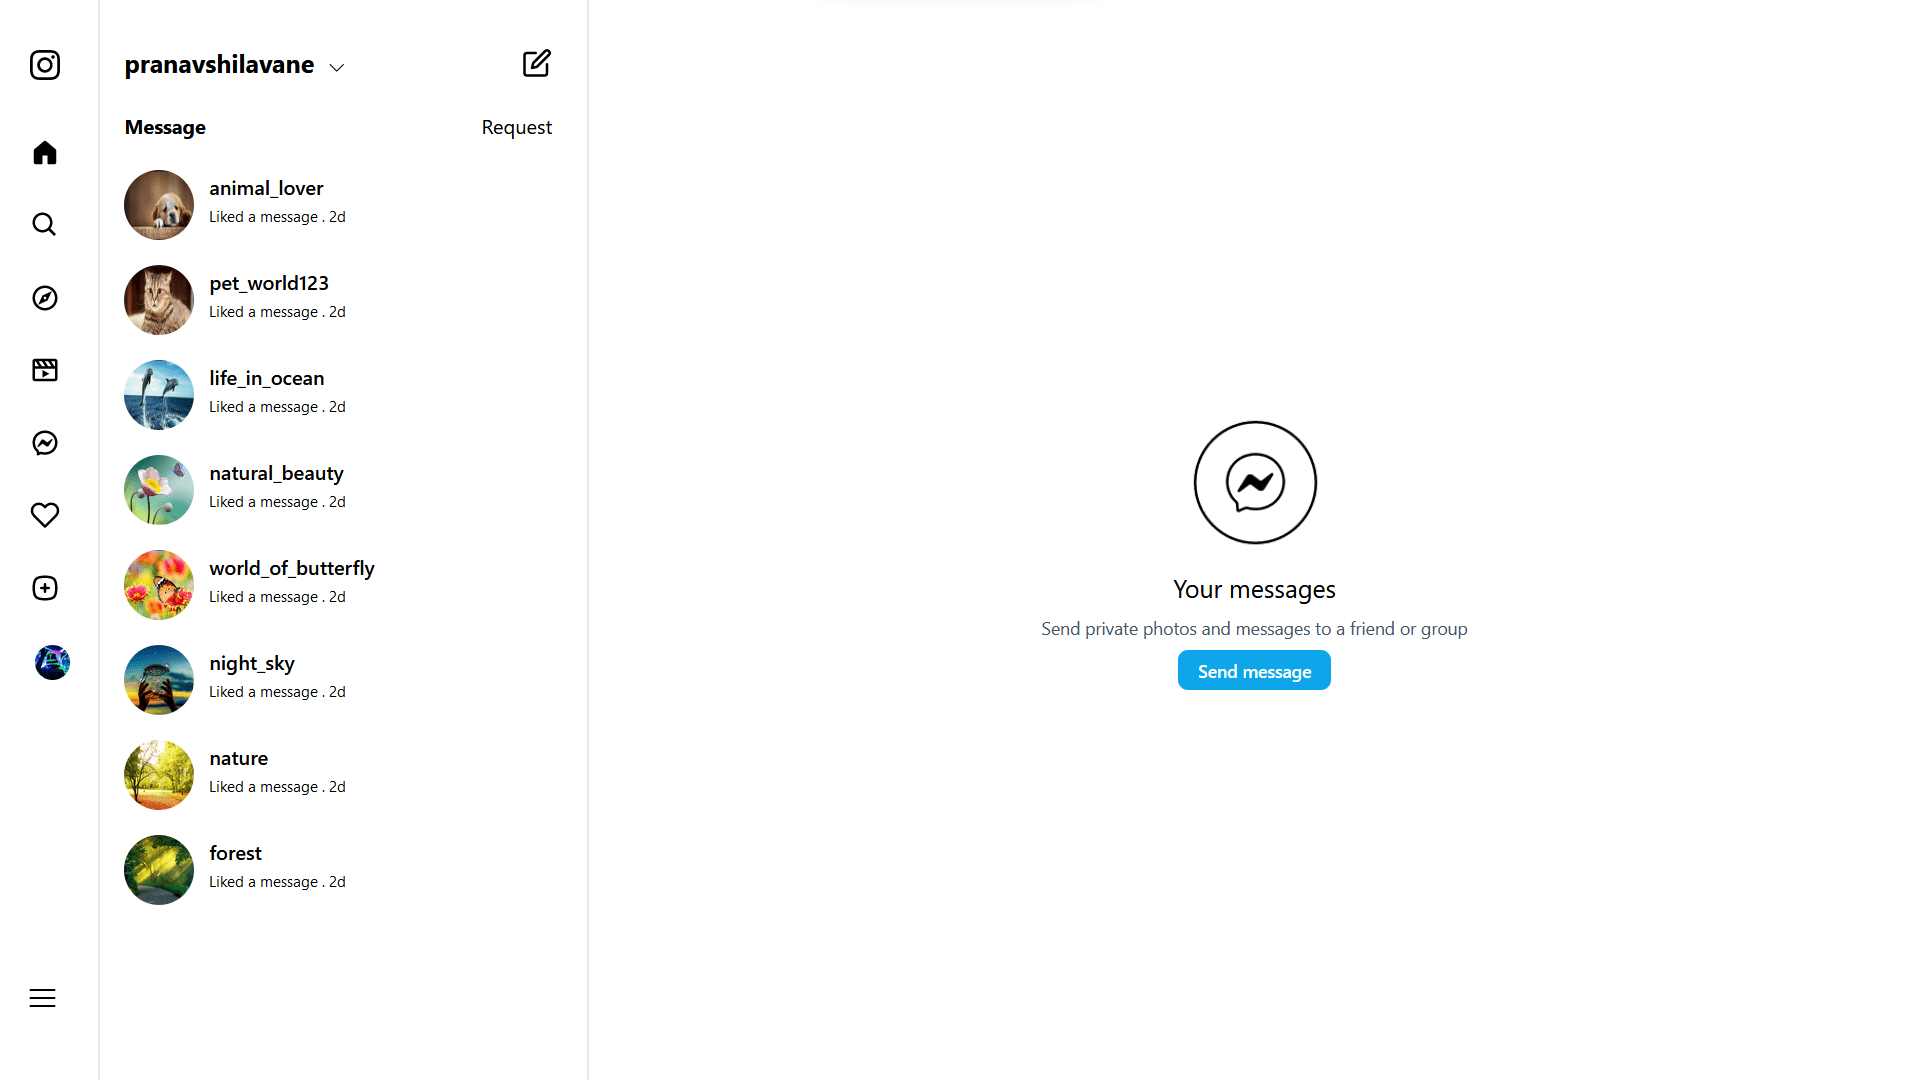 pranavshilavane
Message
Request
animal_lover
Liked a message . 2d
pet_world123
Liked a message . 2d
life_in_ocean
Liked a message . 2d
natural_beauty
Liked a message . 2d
world_of_butterfly
Liked a message . 2d
night_sky
Liked a message . 2d
nature
Liked a message . 2d
forest
Liked a message . 2d
Your messages
Send private photos and messages to a friend or group
Send message